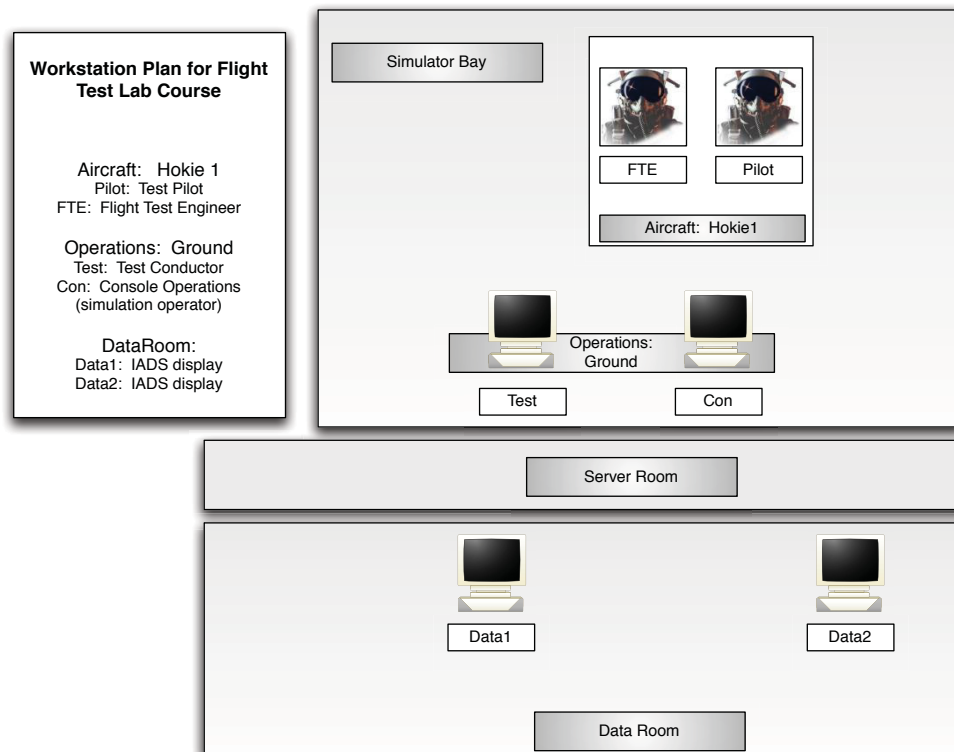 Workstation Plan for Flight
Test Lab Course
Aircraft: Hokie 1
Pilot: Test Pilot
FTE: Flight Test Engineer
Operations: Ground
Test: Test Conductor
Con: Console Operations
(simulation operator)
DataRoom:
Data1: IADS display
Data2: IADS display
Simulator Bay
FTE
Pilot
Aircraft: Hokie1
Operations:
Ground
Test
Con
Server Room
Data1
Data2
Data Room